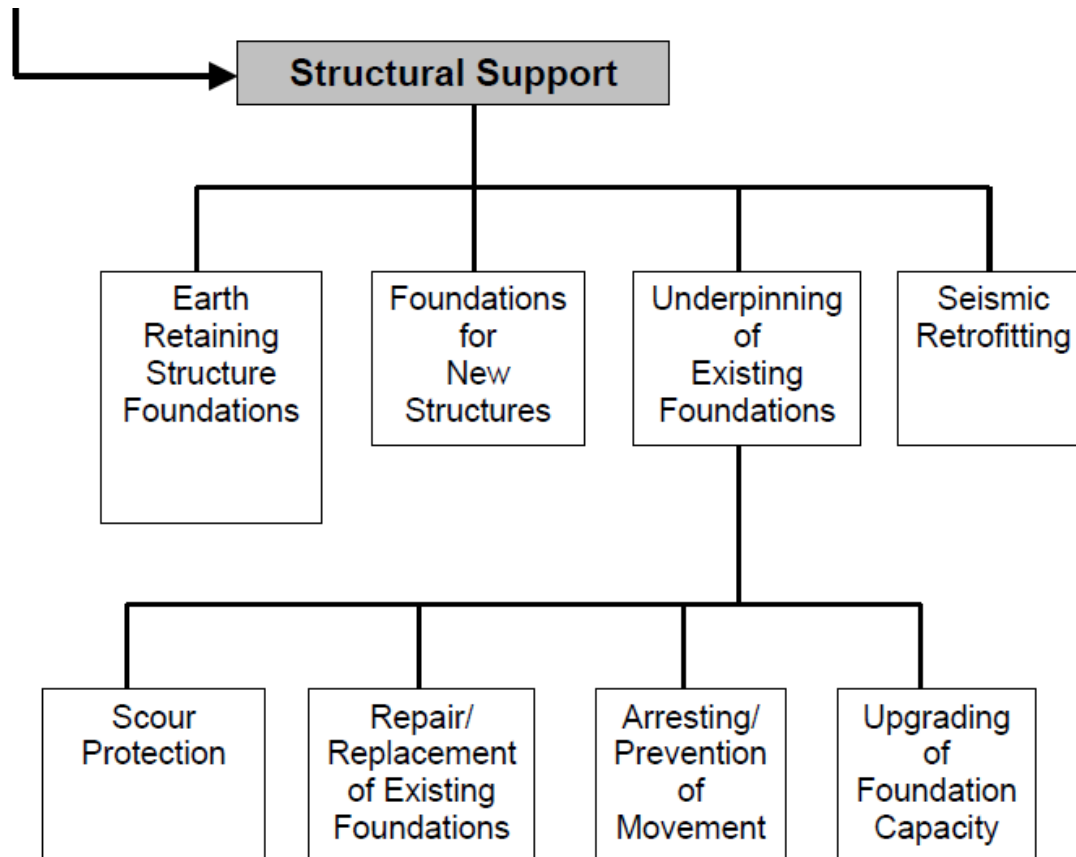 Structural Support
Earth
Retaining
Structure
Foundations
Foundations
for
New
Structures
Underpinning
of
Existing
Foundations
Seismic
Retrofitting
Scour
Protection
Repair/
Replacement
of Existing
Foundations
Arresting/
Prevention
of
Movement
Upgrading
of
Foundation
Capacity